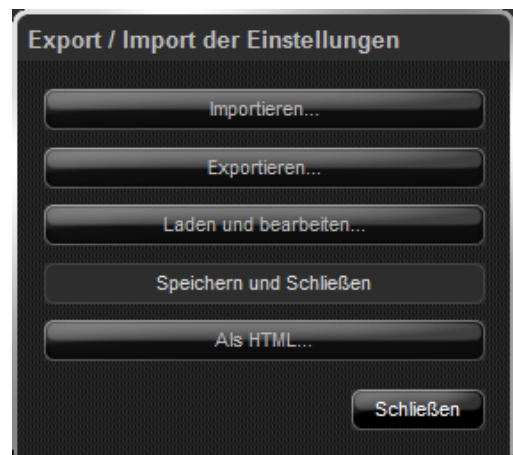 Export / Import der Einstellungen
Importieren...
Exportieren...
Laden und bearbeiten...
Speichern und Schließen
Als HTML...
Schließen